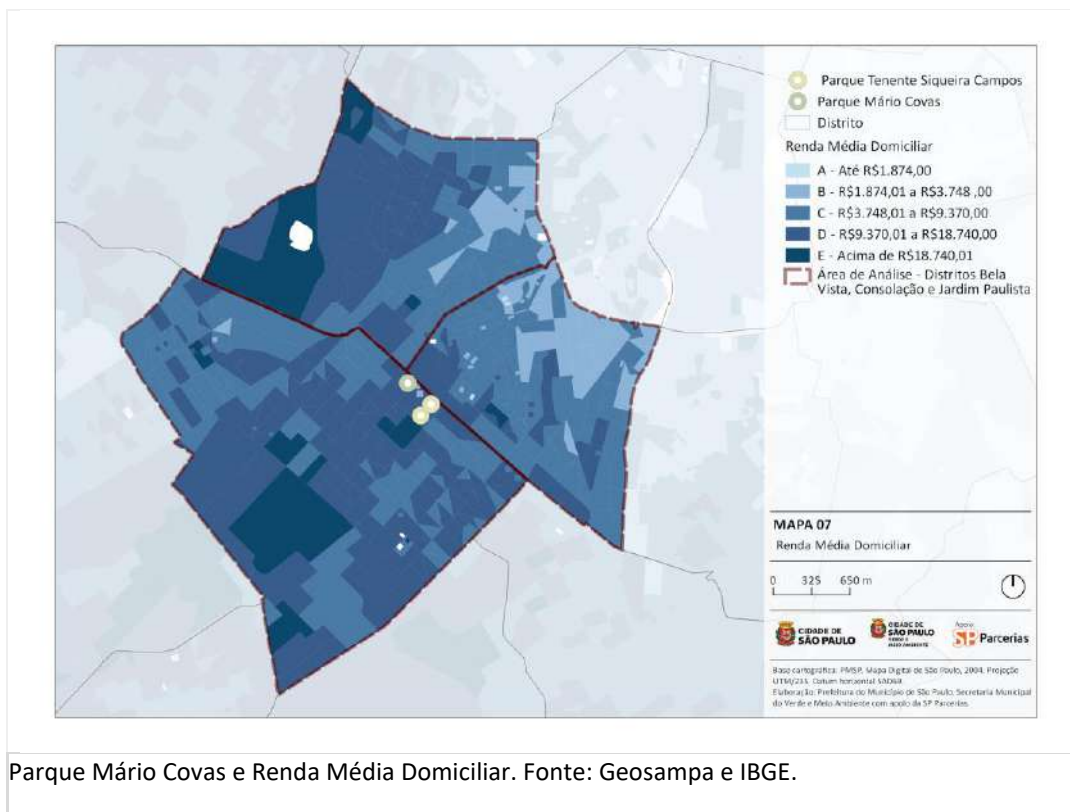 Parque Tenente Siqueira Campos
Parque Mário Covas
Distrito
Renda Média Domiciliar
A - Até R$1.874,00
B - R$1.874,01 a R$3.748 ,00
C - R$3.748,01 a R$9.370,00
D - R$9.370,01 a R$18.740,00
E - Acima de R$18.740,01
Área de Análise - Distritos Bela
Vista, Consolação e Jardim Paulista
MAPA 07
Renda Média Domiciliar
0 325 650 m
CIDADE DE
SÃO PAULO
CIDADE DE
SÃO PAULO
VERDE E
MEIO AMBIENTE
Apoio
SP Parcerias
Base cartográfica: PMSP, Mapa Digital de São Paulo, 2004. Projeção
UTM/23S. Datum horizontal SAD69.
Elaboração: Prefeitura do Município de São Paulo, Secretaria Municipal
do Verde e Meio Ambiente com apoio da SP Parcerias.
Parque Mário Covas e Renda Média Domiciliar. Fonte: Geosampa e IBGE.